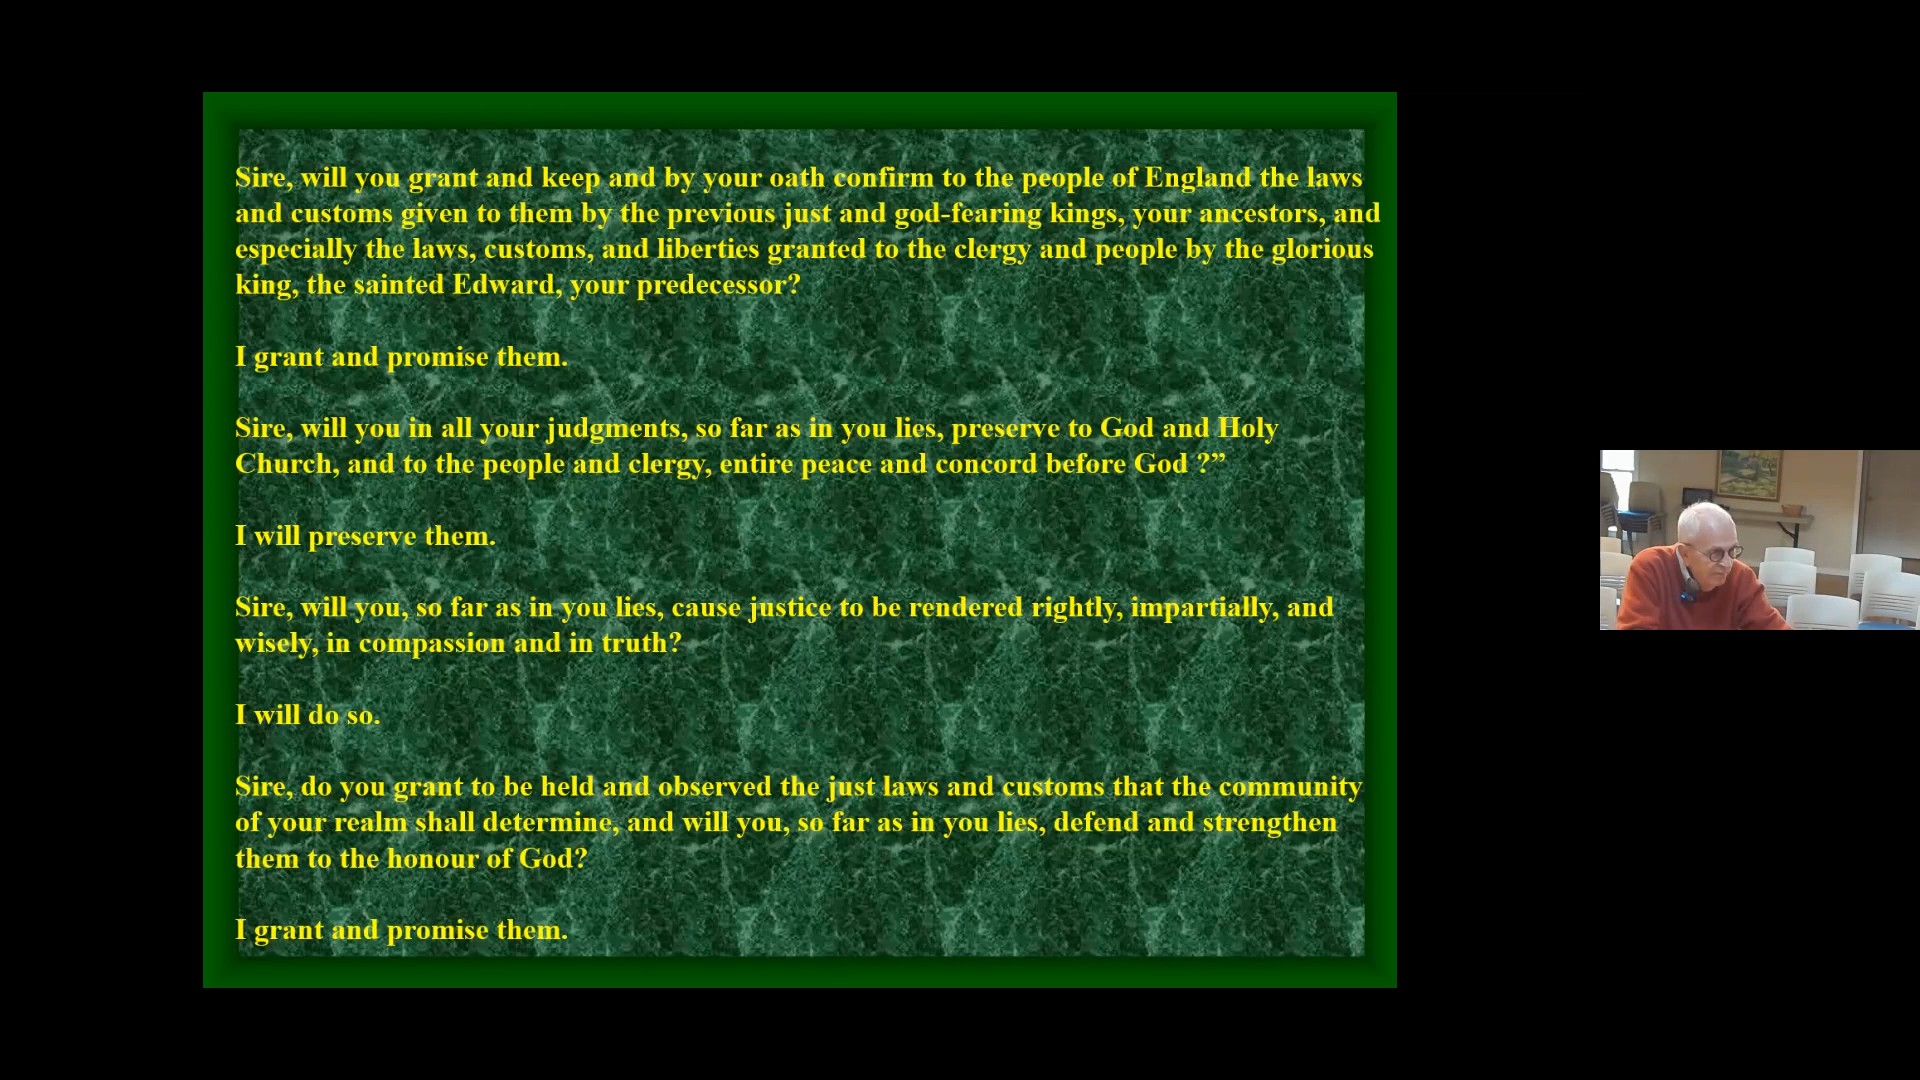 Sire, will you grant and keep and by your oath confirm to the people of England the laws
and customs given to them by the previous just and god-fearing kings, your ancestors, and
especially the laws, customs, and liberties granted to the clergy and people by the glorious
king, the sainted Edward, your predecessor?
I grant and promise them.
Sire, will you in all your judgments, so far as in you lies, preserve to God and Holy
Church, and to the people and clergy, entire peace and concord before God ?”
I will preserve them.
Sire, will you, so far as in you lies, cause justice to be rendered rightly, impartially, and
wisely, in compassion and in truth?
I will do so.
Sire, do you grant to be held and observed the just laws and customs that the community
of your realm shall determine, and will you, so far as in you lies, defend and strengthen
them to the honour of God?
I grant and promise them.